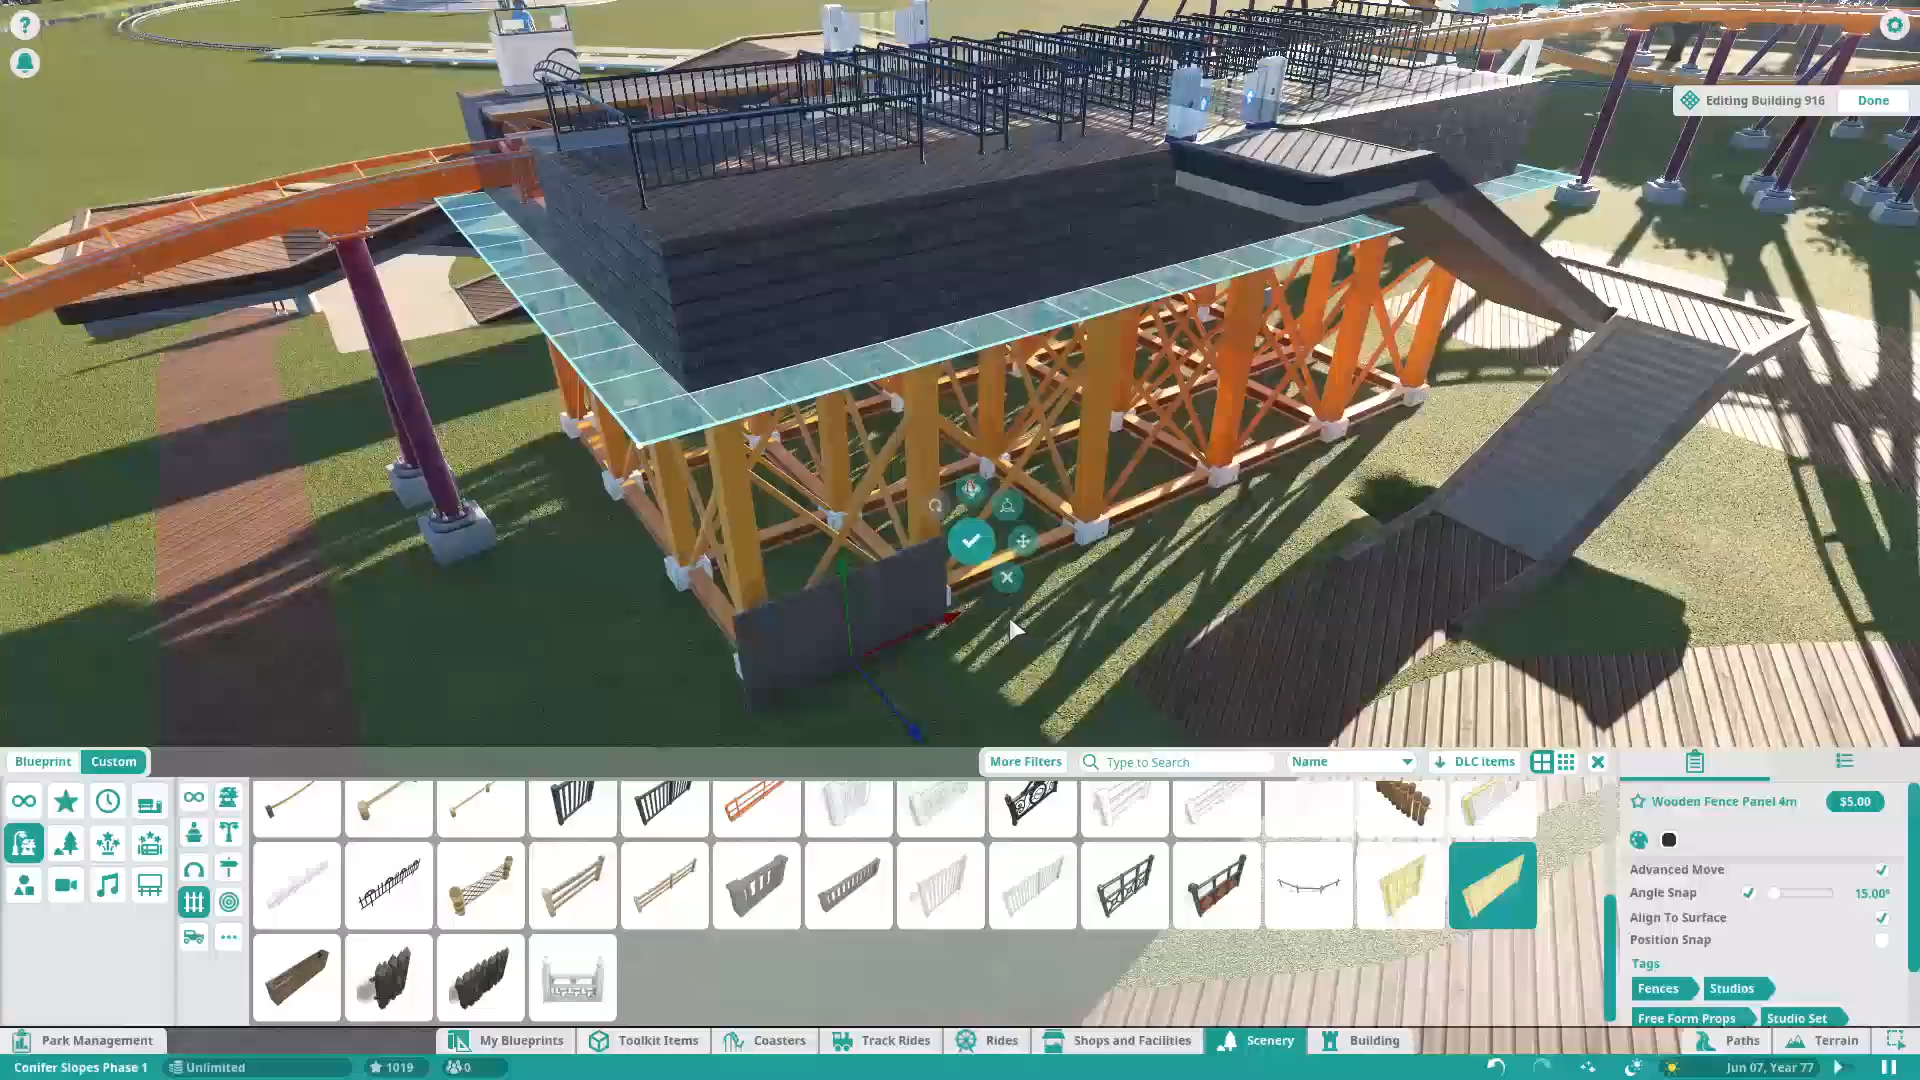 ?
Editing Building 916 Done
Blueprint Custom
More Filters Type to Search Name DLC items
Wooden Fence Panel 4m $5.00
Advanced Move
Angle Snap 15.00°
Align To Surface
Position Snap
Tags
Fences Studios
Free Form Props Studio Set
Park Management My Blueprints Toolkit Items Coasters Track Rides Rides Shops and Facilities Scenery Building Paths Terrain
Conifer Slopes Phase 1 Unlimited 1019 0 Jun 07, Year 77